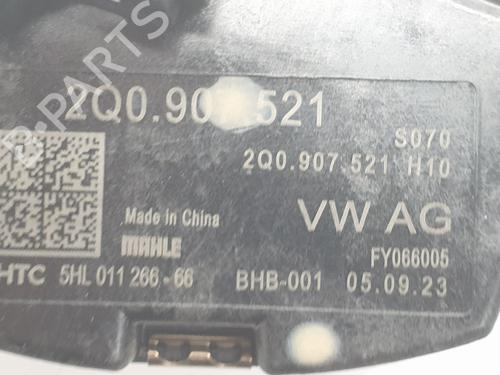 2Q0.907.521
S070
2Q0.907.521 H10
Made in China
VW AG
MAHLE
FY066005
HTC 5HL 011 266-66
BHB-001 05.09.23
B-PARTS